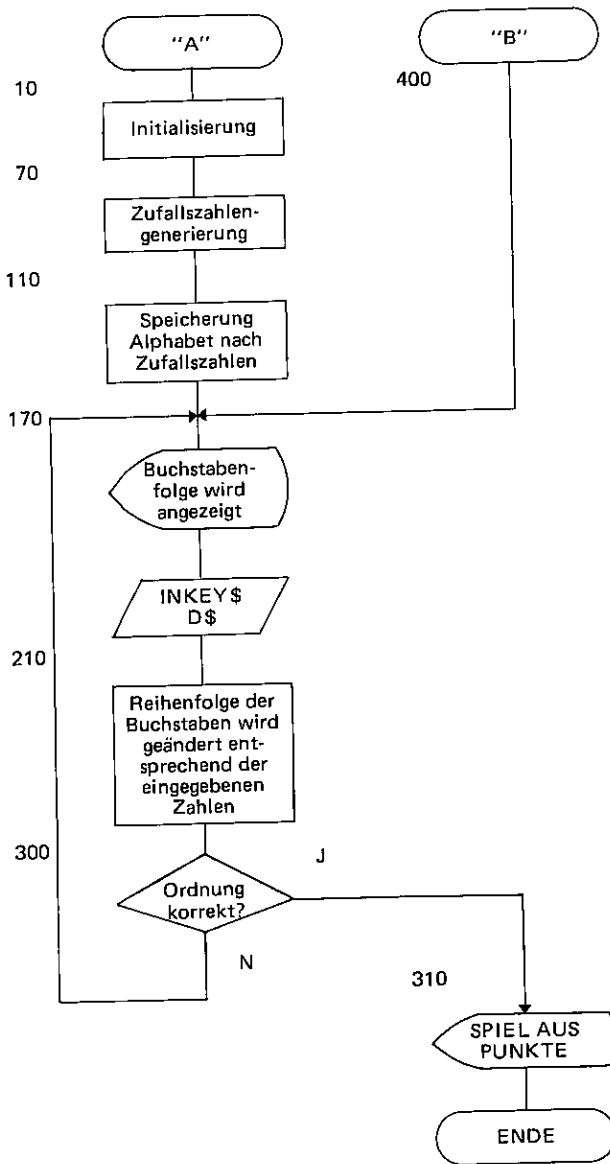 "A"
"B"
400
10
Initialisierung
70
Zufallszahlen-
generierung
110
Speicherung
Alphabet nach
Zufallszahlen
170
Buchstaben-
folge wird
angezeigt
INKEY$
D$
210
Reihenfolge der
Buchstaben wird
geändert ent-
sprechend der
eingegebenen
Zahlen
300
J
Ordnung
korrekt?
N
310
SPIEL AUS
PUNKTE
ENDE